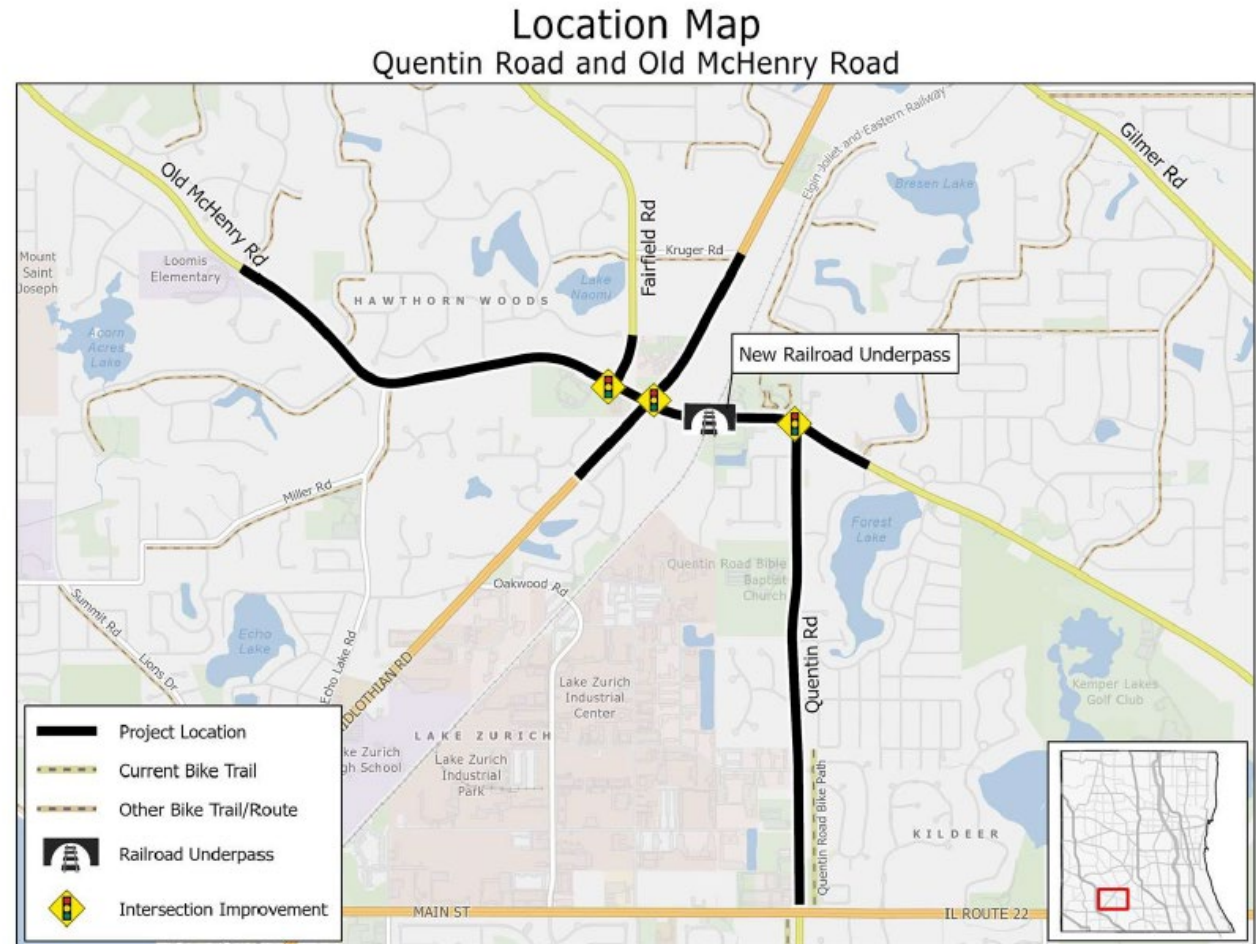 Location Map
Quentin Road and Old McHenry Road
Elgin Joliet and Eastern Railway
Gilmer Rd
Old McHenry Rd
Bresen Lake
Fairfield Rd
Kruger Rd
Mount
Saint
Joseph
Loomis
Elementary
Lake
Naomi
HAWTHORN WOODS
Acorn
Acres
Lake
New Railroad Underpass
Miller Rd
Forest
Lake
Quentin Road Bible
Baptist
Church
Oakwood Rd
Summit Rd
Echo
Lake
Lions Dr
Echo Lake Rd
IDLOTHIAN RD
Quentin Rd
Lake Zurich
Industrial
Center
Kemper Lakes
Golf Club
LAKE ZURICH
ke Zurich
gh School
Lake Zurich
Industrial
Park
Quentin Road Bike Path
KILDEER
Project Location
Current Bike Trail
Other Bike Trail/Route
Railroad Underpass
Intersection Improvement
MAIN ST
IL ROUTE 22